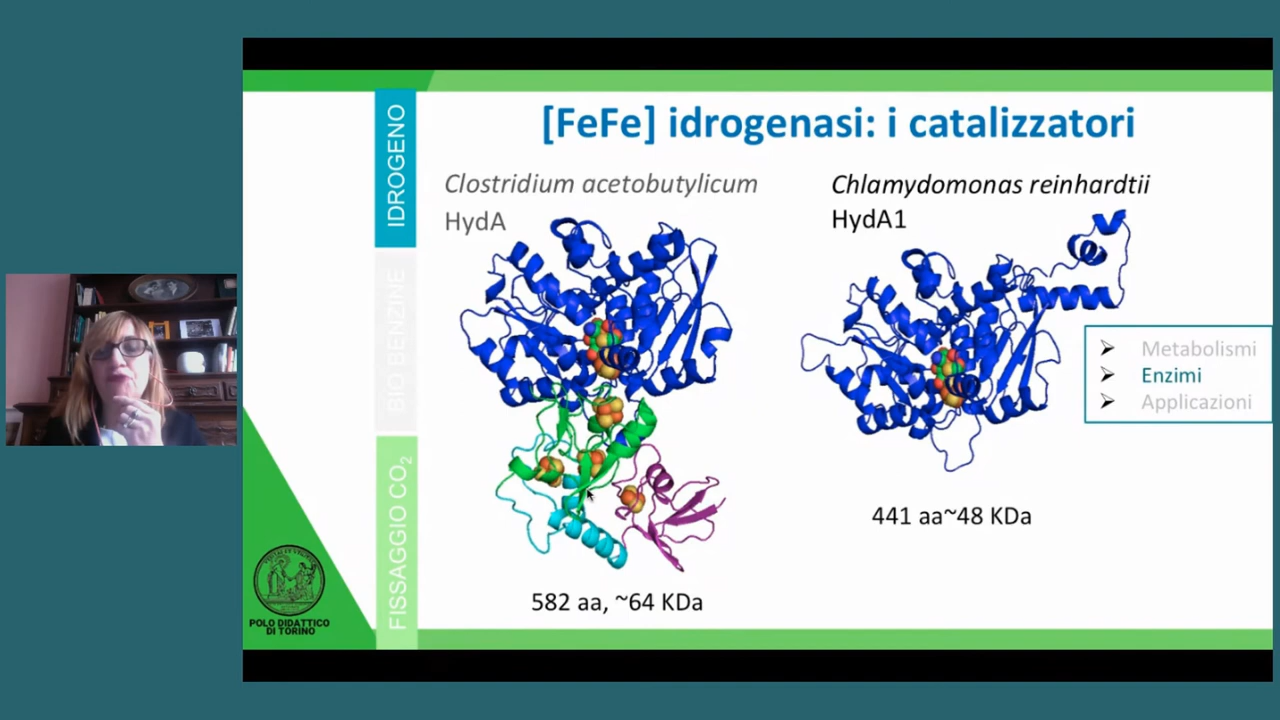 [FeFe] idrogenasi: i catalizzatori
IDROGENO
BIO BENZINE
FISSAGGIO CO₂
Clostridium acetobutylicum
HydA
582 aa, ~64 KDa
Chlamydomonas reinhardtii
HydA1
441 aa~48 KDa
Metabolismi
Enzimi
Applicazioni
POLO DIDATTICO
DI TORINO